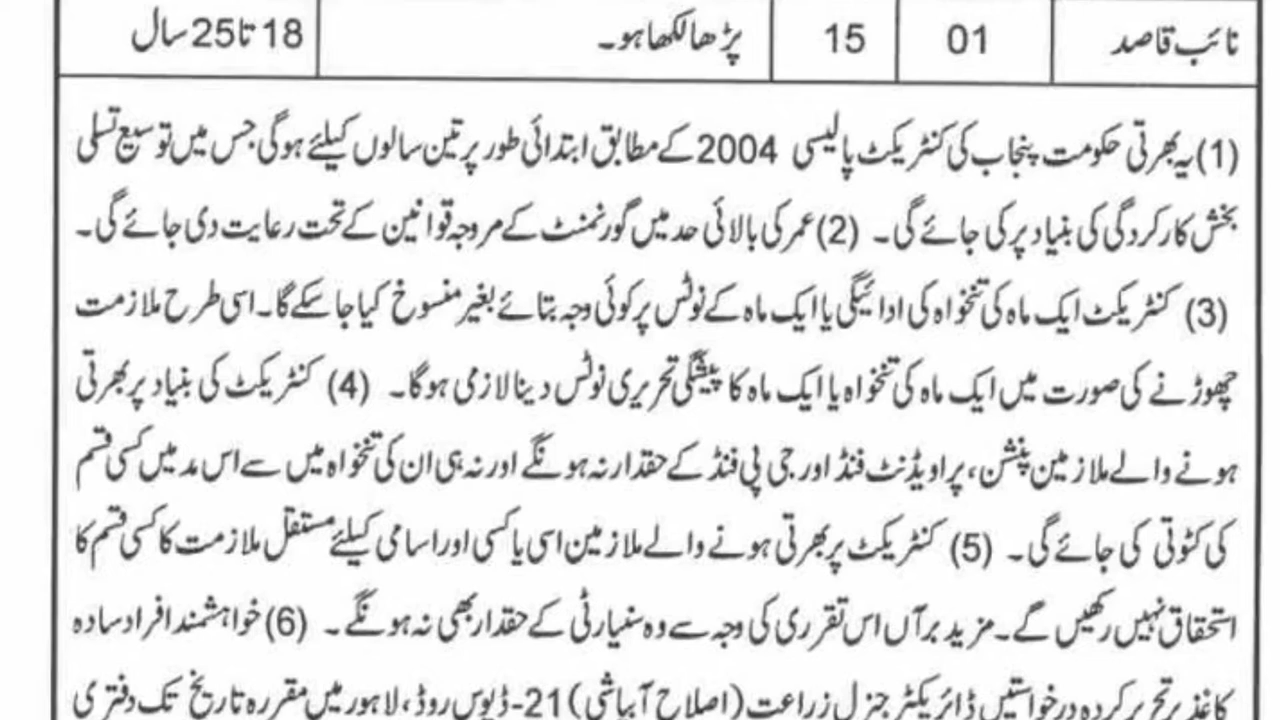 نائب قاصد 01 15 پڑھا لکھا ہو۔ 18 تا 25 سال
(1) یہ بھرتی حکومت پنجاب کی کنٹریکٹ پالیسی 2004 کے مطابق ابتدائی طور پر تین سالوں کیلئے ہوگی جس میں توسیع تسلی
بخش کارکردگی کی بنیاد پر کی جائے گی۔ (2) عمر کی بالائی حد میں گورنمنٹ کے مروجہ قوانین کے تحت رعایت دی جائے گی۔
(3) کنٹریکٹ ایک ماہ کی تنخواہ کی ادائیگی یا ایک ماہ کے نوٹس پر کوئی وجہ بتائے بغیر منسوخ کیا جا سکے گا۔ اسی طرح ملازمت
چھوڑنے کی صورت میں ایک ماہ کی تنخواہ یا ایک ماہ کا پیشگی تحریری نوٹس دینا لازمی ہوگا۔ (4) کنٹریکٹ کی بنیاد پر بھرتی
ہونے والے ملازمین پنشن، پراویڈنٹ فنڈ اور جی پی فنڈ کے حقدار نہ ہونگے اور نہ ہی ان کی تنخواہ میں سے اس مد میں کسی قسم
کی کٹوتی کی جائے گی۔ (5) کنٹریکٹ پر بھرتی ہونے والے ملازمین اسی یا کسی اور اسامی کیلئے مستقل ملازمت کا کسی قسم کا
استحقاق نہیں رکھیں گے۔ مزید برآں اس تقرری کی وجہ سے وہ سنیارٹی کے حقدار بھی نہ ہونگے۔ (6) خواہشمند افراد سادہ
کاغذ پر تحریر کردہ درخواستیں ڈائریکٹر جنرل زراعت (اصلاح آبپاشی) 21-ڈیوس روڈ، لاہور میں مقررہ تاریخ تک دفتری